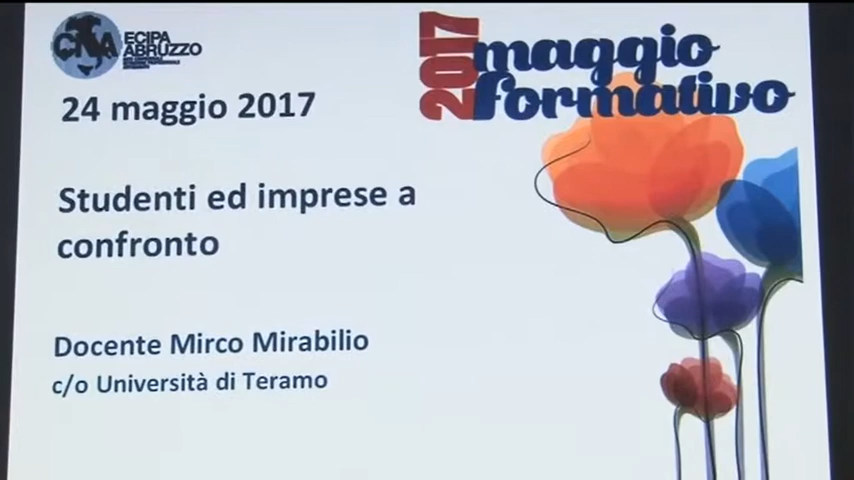 CNA
ECIPA
ABRUZZO
24 maggio 2017
2017
maggio
formativo
Studenti ed imprese a
confronto
Docente Mirco Mirabilio
c/o Università di Teramo